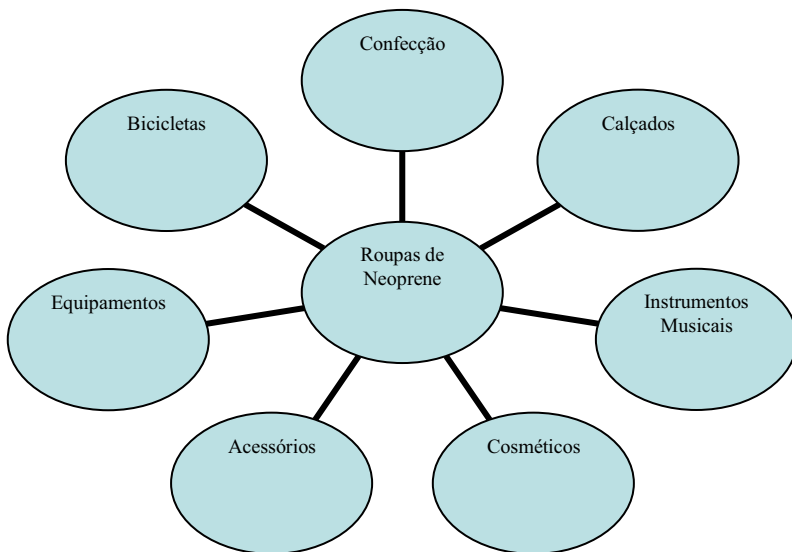 Confecção
Bicicletas
Calçados
Roupas de
Neoprene
Equipamentos
Instrumentos
Musicais
Acessórios
Cosméticos